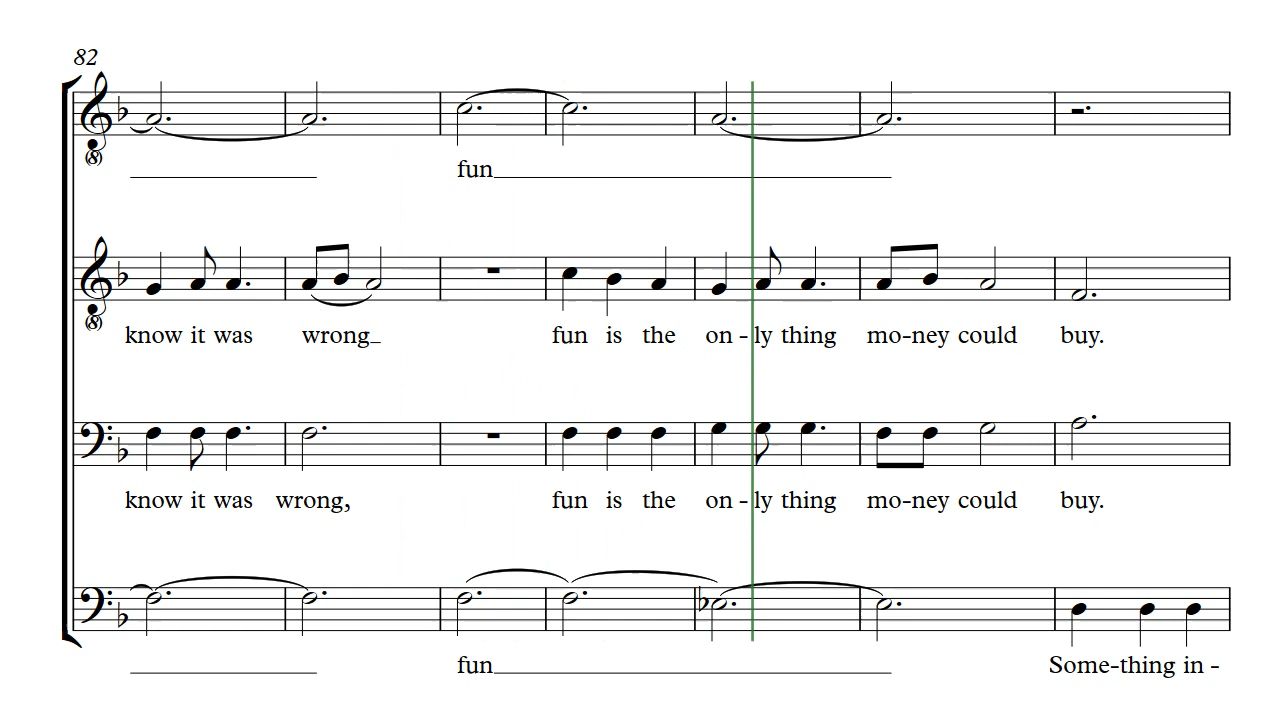 82
fun
know it was wrong_ fun is the on - ly thing mo-ney could buy.
know it was wrong, fun is the on - ly thing mo-ney could buy.
fun Some-thing in -